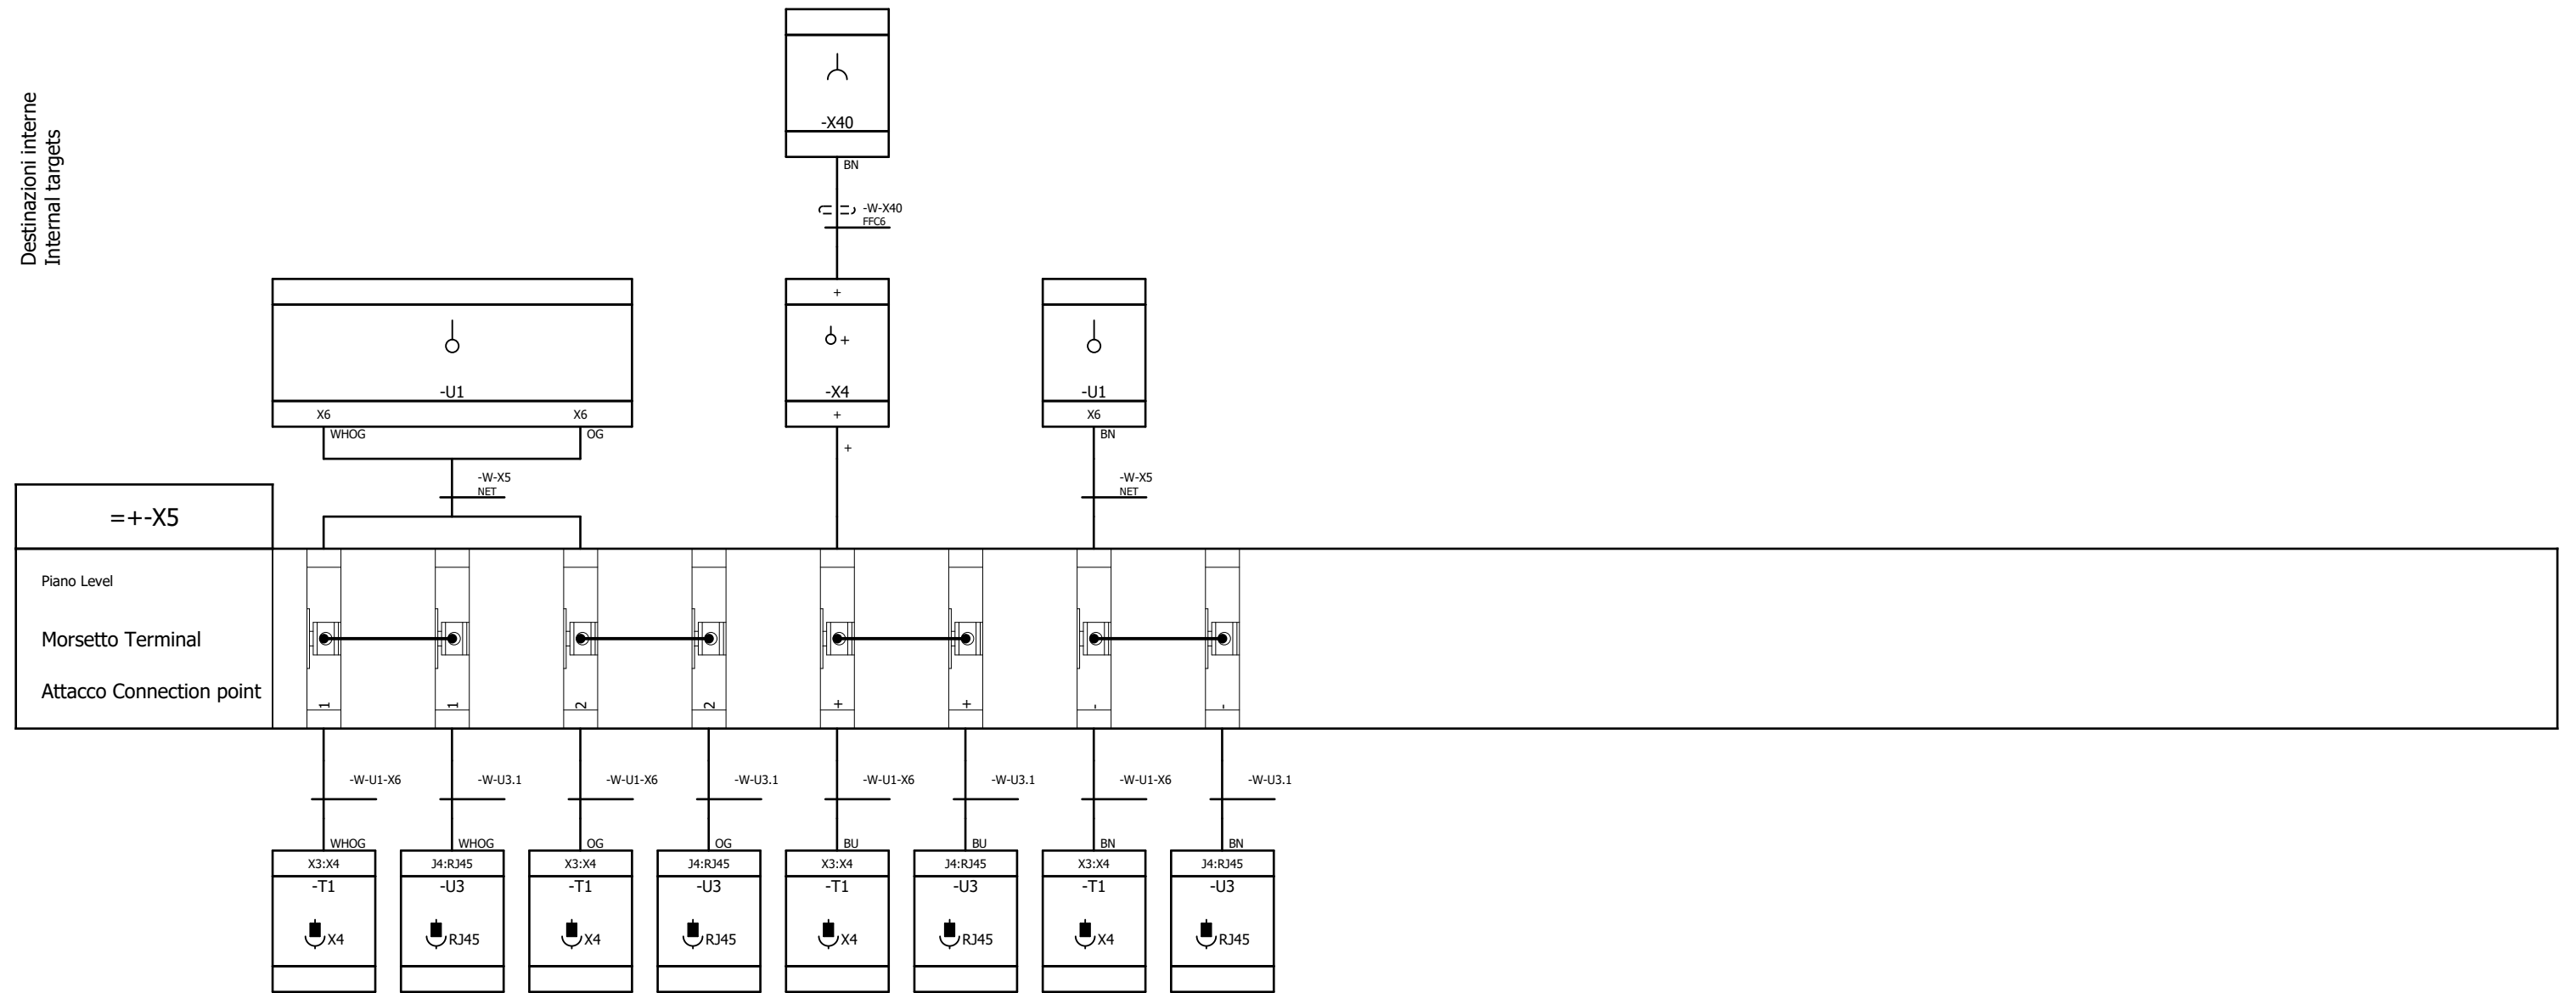 Destinazioni interne
Internal targets
-X40
BN
-W-X40
FFC6
+
+
-U1
-X4
-U1
X6 X6
+
X6
WHOG OG
BN
+
-W-X5
NET
-W-X5
NET
=+-X5
Piano Level
Morsetto Terminal
Attacco Connection point
1 1 2 2 + + - -
-W-U1-X6 -W-U3.1 -W-U1-X6 -W-U3.1 -W-U1-X6 -W-U3.1 -W-U1-X6 -W-U3.1
WHOG WHOG OG OG BU BU BN BN
X3:X4 J4:RJ45 X3:X4 J4:RJ45 X3:X4 J4:RJ45 X3:X4 J4:RJ45
-T1 -U3 -T1 -U3 -T1 -U3 -T1 -U3
X4 RJ45 X4 RJ45 X4 RJ45 X4 RJ45